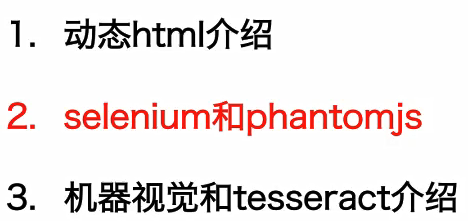 1. 动态html介绍
2. selenium和phantomjs
3. 机器视觉和tesseract介绍